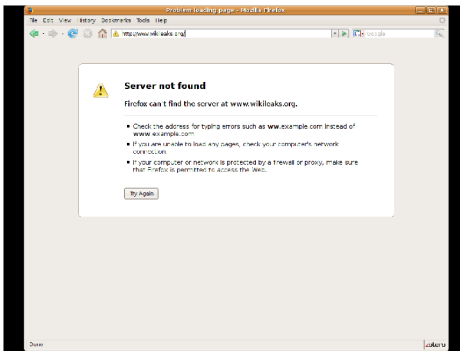 Problem loading page - Mozilla Firefox
File Edit View History Bookmarks Tools Help
http://www.wikileaks.org/
Google
Server not found
Firefox can't find the server at www.wikileaks.org.
Check the address for typing errors such as ww.example.com instead of
www.example.com
If you are unable to load any pages, check your computer's network
connection.
If your computer or network is protected by a firewall or proxy, make sure
that Firefox is permitted to access the Web.
Try Again
Done
zotero